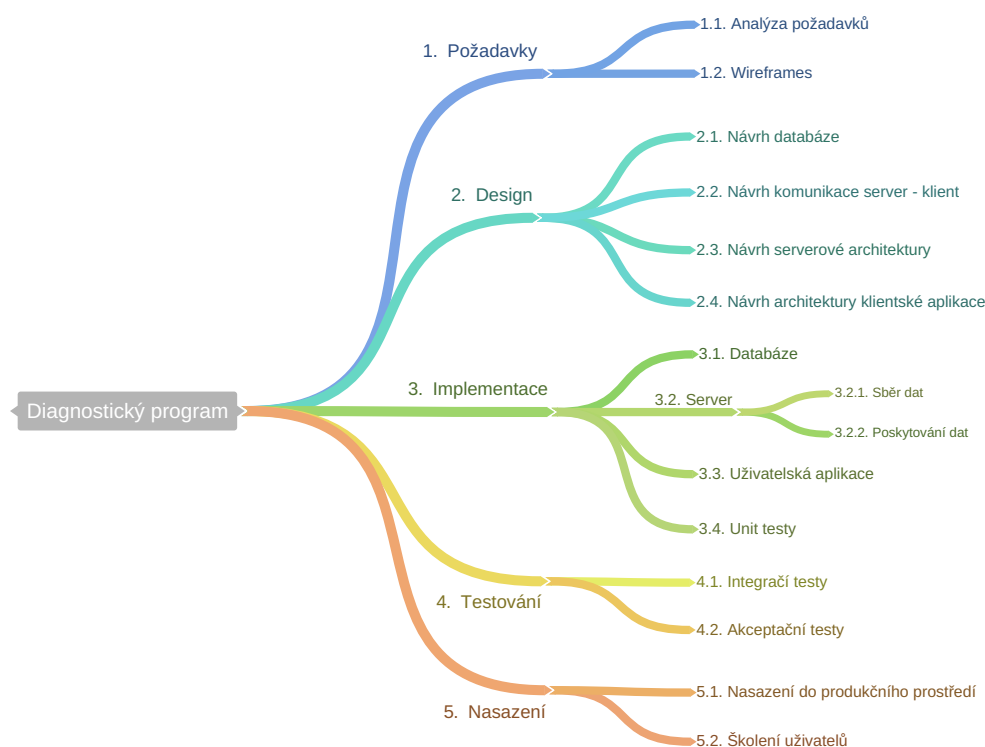 Diagnostický program
1. Požadavky
1.1. Analýza požadavků
1.2. Wireframes
2. Design
2.1. Návrh databáze
2.2. Návrh komunikace server - klient
2.3. Návrh serverové architektury
2.4. Návrh architektury klientské aplikace
3. Implementace
3.1. Databáze
3.2. Server
3.2.1. Sběr dat
3.2.2. Poskytování dat
3.3. Uživatelská aplikace
3.4. Unit testy
4. Testování
4.1. Integračí testy
4.2. Akceptační testy
5. Nasazení
5.1. Nasazení do produkčního prostředí
5.2. Školení uživatelů